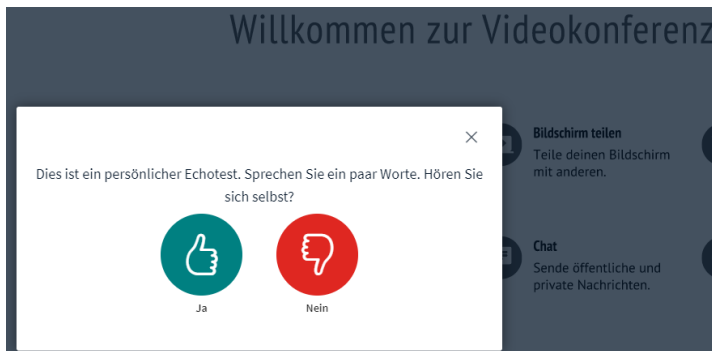 Willkommen zur Videokonferenz
Bildschirm teilen
Teile deinen Bildschirm
mit anderen.
Dies ist ein persönlicher Echotest. Sprechen Sie ein paar Worte. Hören Sie
sich selbst?
Ja
Nein
Chat
Sende öffentliche und
private Nachrichten.